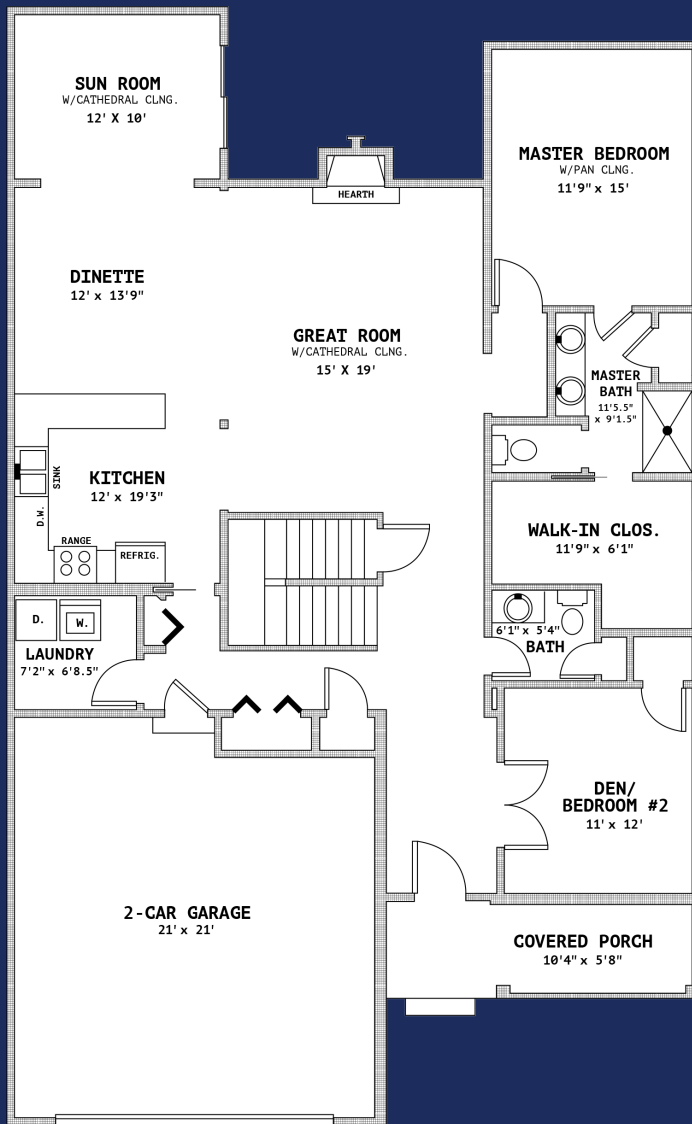 SUN ROOM
W/CATHEDRAL CLNG.
12' X 10'
MASTER BEDROOM
W/PAN CLNG.
11'9" x 15'
HEARTH
DINETTE
12' x 13'9"
GREAT ROOM
W/CATHEDRAL CLNG.
15' X 19'
MASTER
BATH
11'5.5"
x 9'1.5"
SINK
KITCHEN
12' x 19'3"
D.W.
RANGE
REFRIG.
WALK-IN CLOS.
11'9" x 6'1"
D.
W.
LAUNDRY
7'2" x 6'8.5"
6'1" x 5'4"
BATH
DEN/
BEDROOM #2
11' x 12'
2-CAR GARAGE
21' x 21'
COVERED PORCH
10'4" x 5'8"